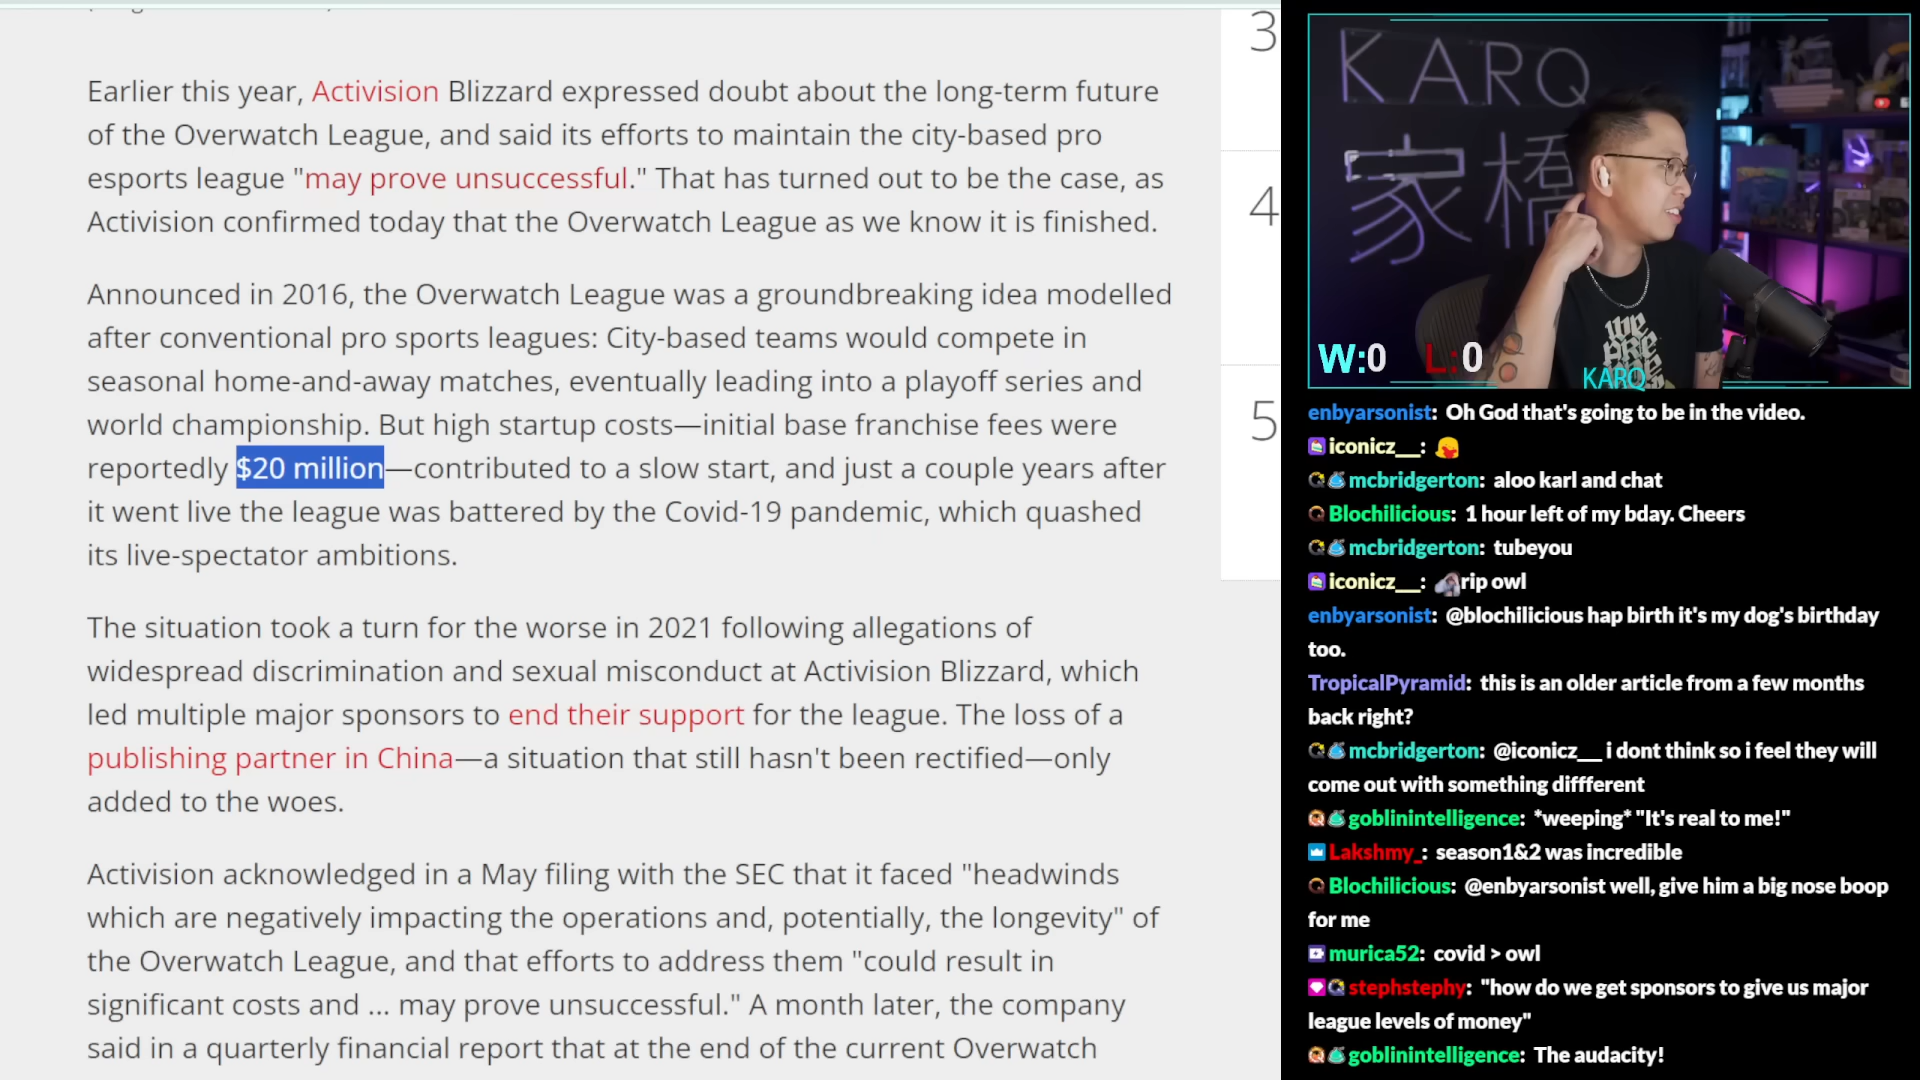 Earlier this year, Activision Blizzard expressed doubt about the long-term future
of the Overwatch League, and said its efforts to maintain the city-based pro
esports league "may prove unsuccessful." That has turned out to be the case, as
Activision confirmed today that the Overwatch League as we know it is finished.
Announced in 2016, the Overwatch League was a groundbreaking idea modelled
after conventional pro sports leagues: City-based teams would compete in
seasonal home-and-away matches, eventually leading into a playoff series and
world championship. But high startup costs—initial base franchise fees were
reportedly $20 million—contributed to a slow start, and just a couple years after
it went live the league was battered by the Covid-19 pandemic, which quashed
its live-spectator ambitions.
The situation took a turn for the worse in 2021 following allegations of
widespread discrimination and sexual misconduct at Activision Blizzard, which
led multiple major sponsors to end their support for the league. The loss of a
publishing partner in China—a situation that still hasn't been rectified—only
added to the woes.
Activision acknowledged in a May filing with the SEC that it faced "headwinds
which are negatively impacting the operations and, potentially, the longevity" of
the Overwatch League, and that efforts to address them "could result in
significant costs and ... may prove unsuccessful." A month later, the company
said in a quarterly financial report that at the end of the current Overwatch
3
4
5
KARQ
家橋
W:0 L:0
KARQ
enbyarsonist: Oh God that's going to be in the video.
iconicz__:
mcbridgerton: aloo karl and chat
Blochilicious: 1 hour left of my bday. Cheers
mcbridgerton: tubeyou
iconicz__: rip owl
enbyarsonist: @blochilicious hap birth it's my dog's birthday
too.
TropicalPyramid: this is an older article from a few months
back right?
mcbridgerton: @iconicz__ i dont think so i feel they will
come out with something diffferent
goblinintelligence: *weeping* "It's real to me!"
Lakshmy_: season1&2 was incredible
Blochilicious: @enbyarsonist well, give him a big nose boop
for me
murica52: covid > owl
stephstephy: "how do we get sponsors to give us major
league levels of money"
goblinintelligence: The audacity!